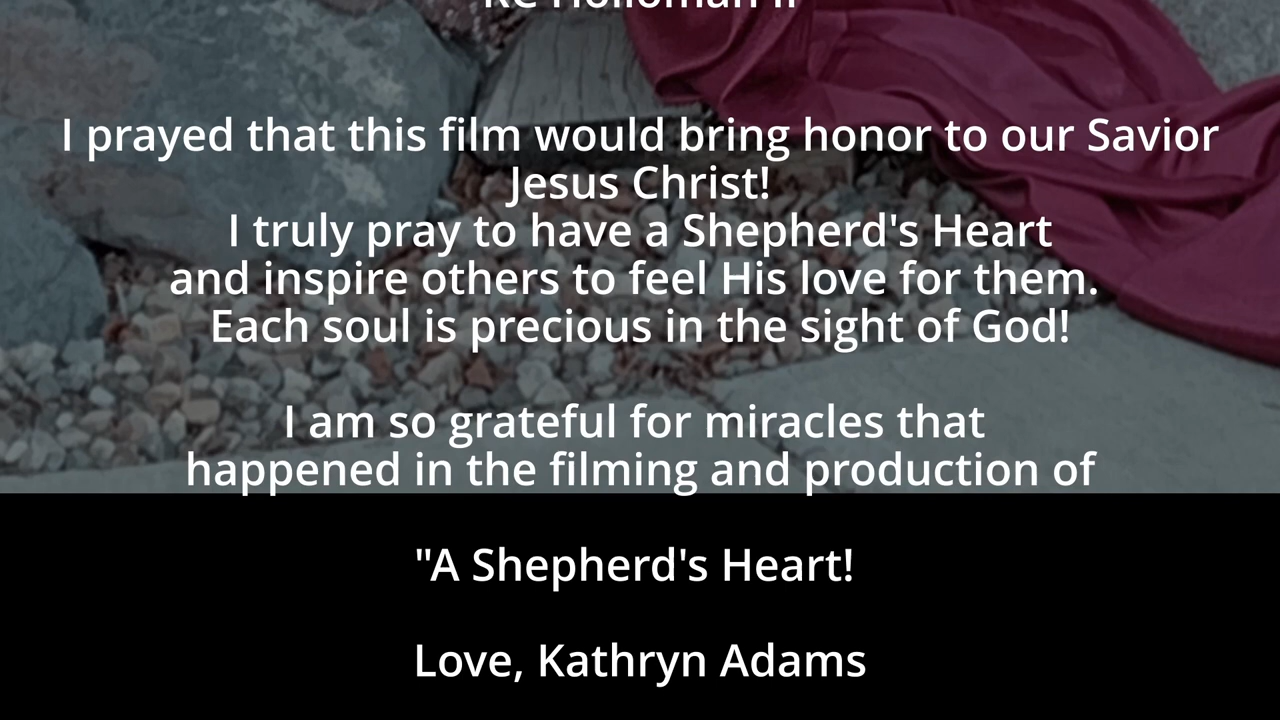 Holloman II
I prayed that this film would bring honor to our Savior
Jesus Christ!
I truly pray to have a Shepherd's Heart
and inspire others to feel His love for them.
Each soul is precious in the sight of God!
I am so grateful for miracles that
happened in the filming and production of
"A Shepherd's Heart!
Love, Kathryn Adams